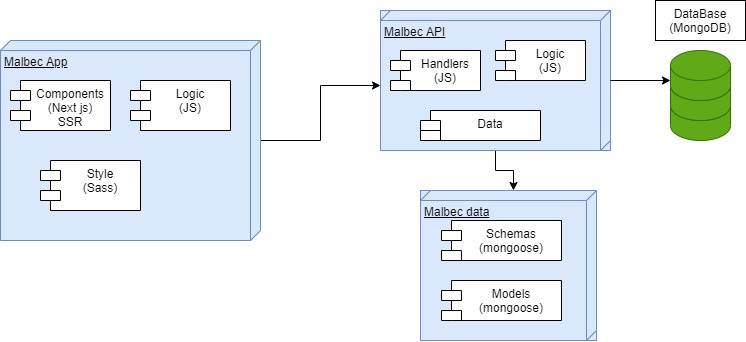 DataBase
(MongoDB)
Malbec API
Handlers
(JS)
Logic
(JS)
Data
Malbec App
Components
(Next js)
SSR
Logic
(JS)
Style
(Sass)
Malbec data
Schemas
(mongoose)
Models
(mongoose)